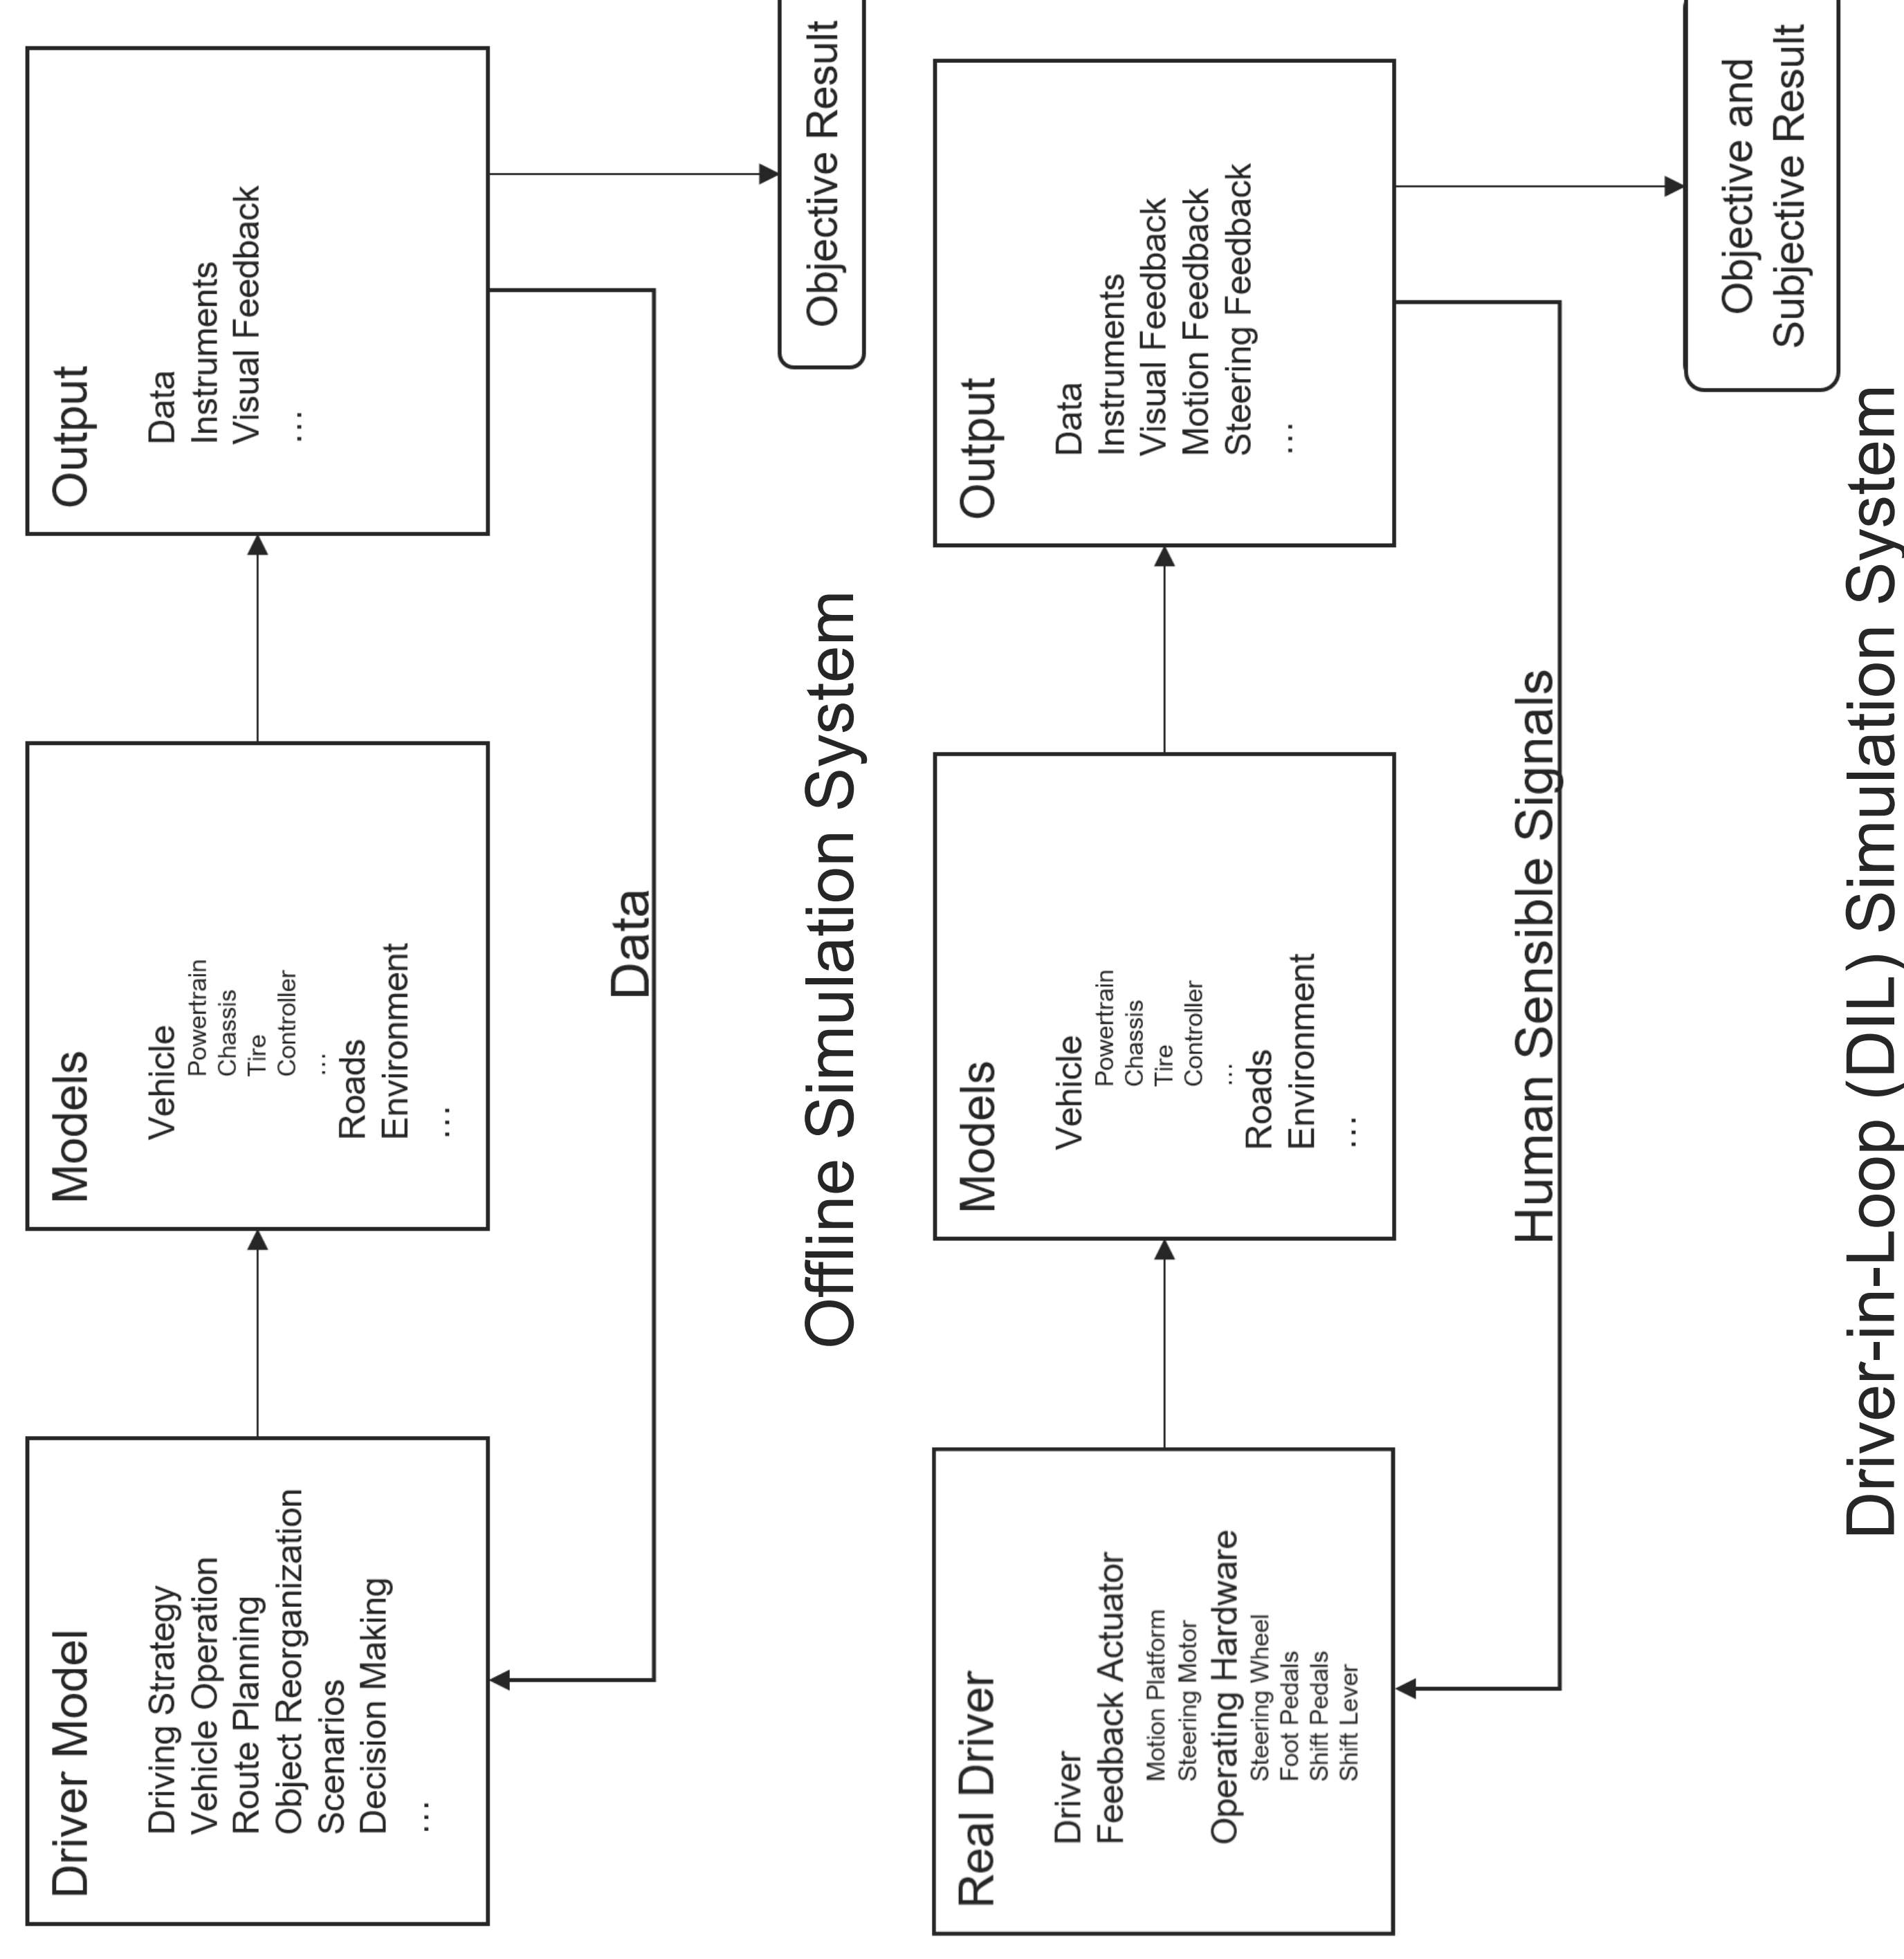 Driver Model
Driving Strategy
Vehicle Operation
Route Planning
Object Reorganization
Scenarios
Decision Making
...
Models
Vehicle
Powertrain
Chassis
Tire
Controller
...
Roads
Environment
...
Output
Data
Instruments
Visual Feedback
...
Data
Objective Result
Offline Simulation System
Real Driver
Driver
Feedback Actuator
Motion Platform
Steering Motor
Operating Hardware
Steering Wheel
Foot Pedals
Shift Pedals
Shift Lever
Models
Vehicle
Powertrain
Chassis
Tire
Controller
...
Roads
Environment
...
Output
Data
Instruments
Visual Feedback
Motion Feedback
Steering Feedback
...
Human Sensible Signals
Objective and
Subjective Result
Driver-in-Loop (DIL) Simulation System